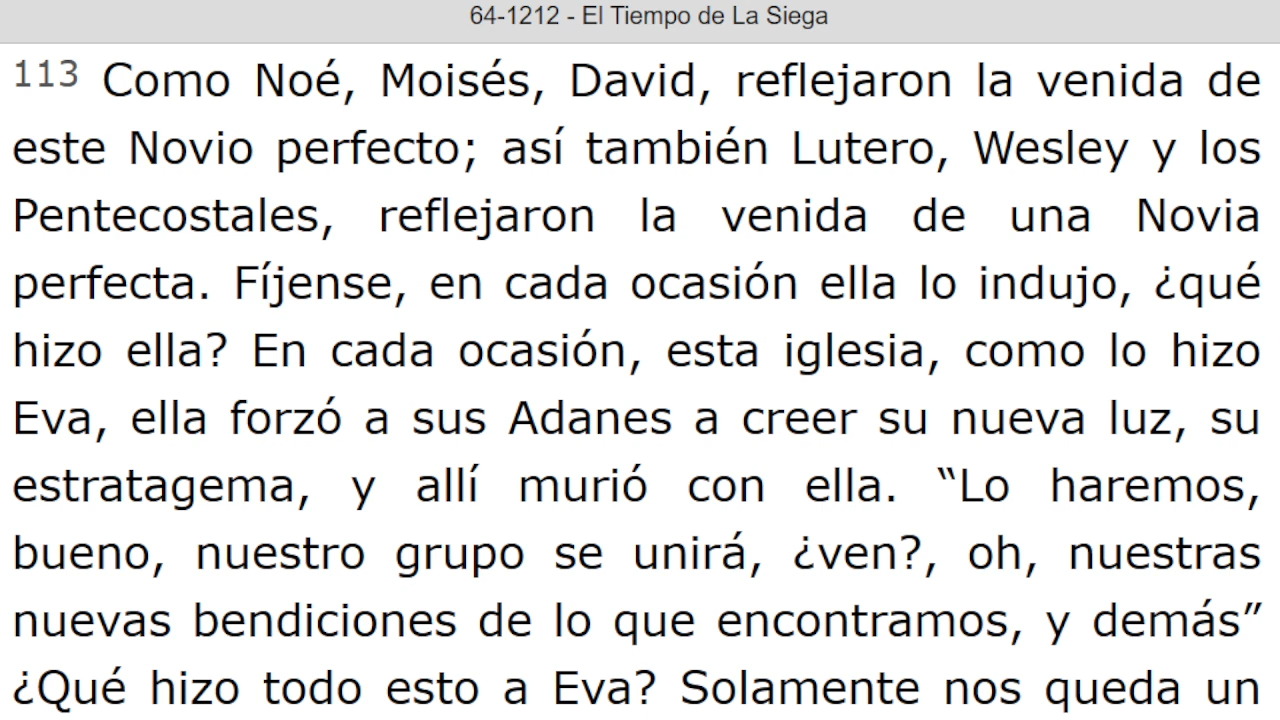 64-1212 - El Tiempo de La Siega
113 Como Noé, Moisés, David, reflejaron la venida de
este Novio perfecto; así también Lutero, Wesley y los
Pentecostales, reflejaron la venida de una Novia
perfecta. Fíjense, en cada ocasión ella lo indujo, ¿qué
hizo ella? En cada ocasión, esta iglesia, como lo hizo
Eva, ella forzó a sus Adanes a creer su nueva luz, su
estratagema, y allí murió con ella. “Lo haremos,
bueno, nuestro grupo se unirá, ¿ven?, oh, nuestras
nuevas bendiciones de lo que encontramos, y demás”
¿Qué hizo todo esto a Eva? Solamente nos queda un